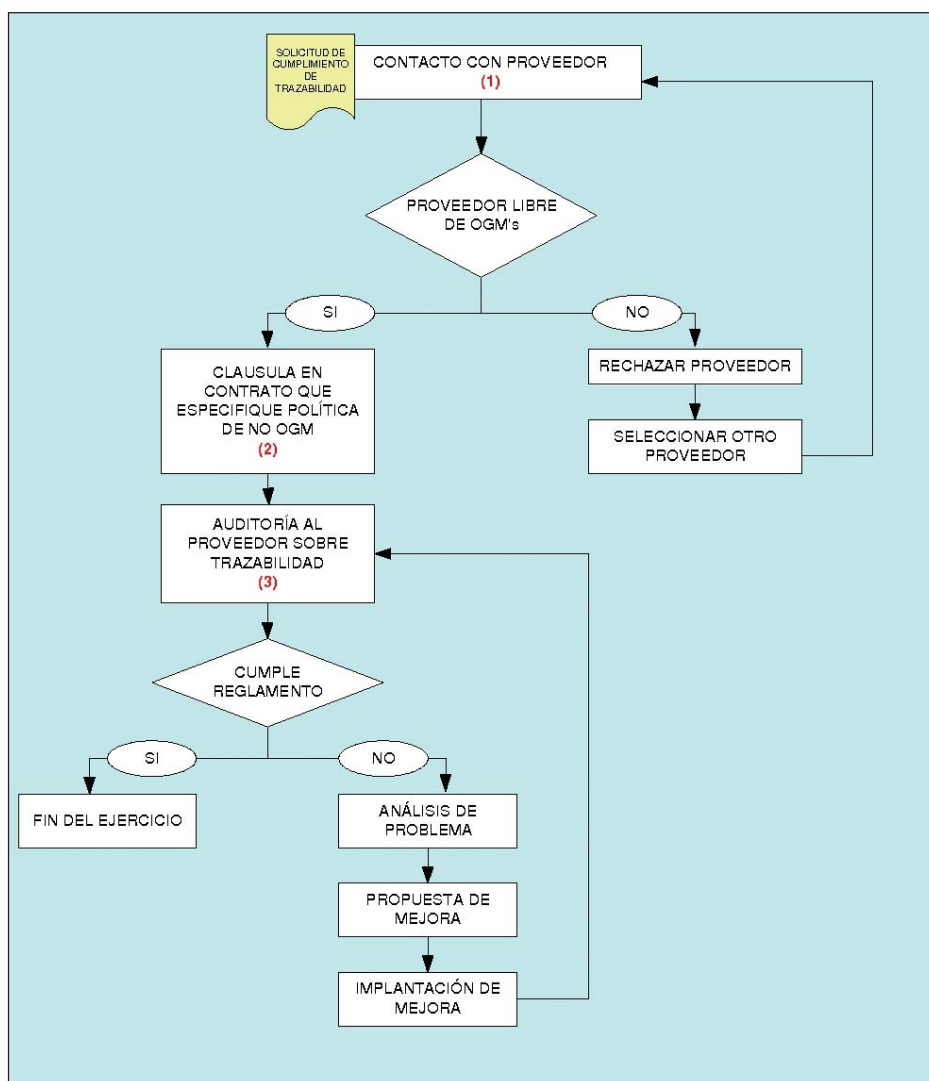 SOLICITUD DE
CUMPLIMIENTO
DE
TRAZABILIDAD
CONTACTO CON PROVEEDOR
(1)
PROVEEDOR LIBRE
DE OGM's
SI
NO
CLAUSULA EN
CONTRATO QUE
ESPECIFIQUE POLÍTICA
DE NO OGM
(2)
RECHAZAR PROVEEDOR
SELECCIONAR OTRO
PROVEEDOR
AUDITORÍA AL
PROVEEDOR SOBRE
TRAZABILIDAD
(3)
CUMPLE
REGLAMENTO
SI
NO
FIN DEL EJERCICIO
ANÁLISIS DE
PROBLEMA
PROPUESTA DE
MEJORA
IMPLANTACIÓN DE
MEJORA